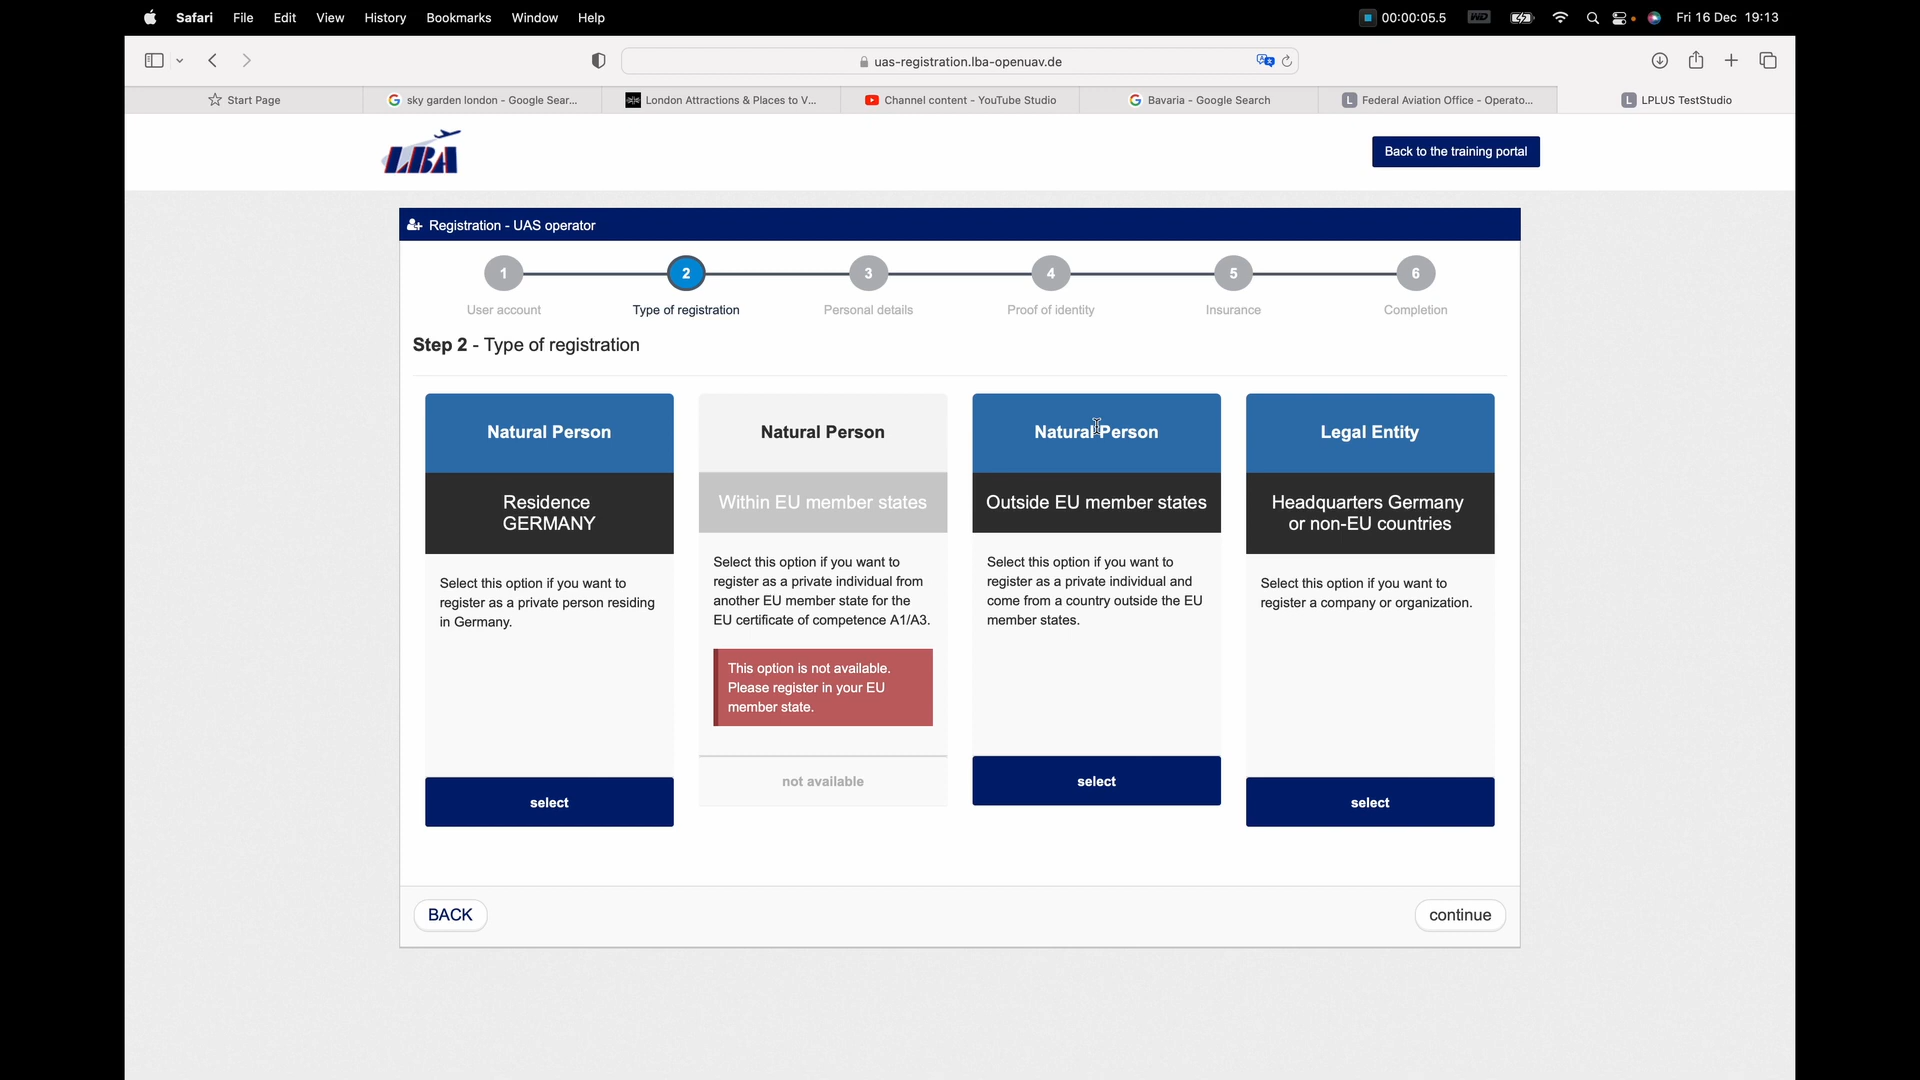 Safari File Edit View History Bookmarks Window Help 00:00:05.5 WD Fri 16 Dec 19:13
uas-registration.lba-openuav.de
Start Page
sky garden london - Google Sear...
London Attractions & Places to V...
Channel content - YouTube Studio
Bavaria - Google Search
L Federal Aviation Office - Operato...
L LPLUS TestStudio
LBA
Back to the training portal
Registration - UAS operator
1 2 3 4 5 6
User account Type of registration Personal details Proof of identity Insurance Completion
Step 2 - Type of registration
Natural Person
Residence
GERMANY
Select this option if you want to
register as a private person residing
in Germany.
select
Natural Person
Within EU member states
Select this option if you want to
register as a private individual from
another EU member state for the
EU certificate of competence A1/A3.
This option is not available.
Please register in your EU
member state.
not available
Natural Person
Outside EU member states
Select this option if you want to
register as a private individual and
come from a country outside the EU
member states.
select
Legal Entity
Headquarters Germany
or non-EU countries
Select this option if you want to
register a company or organization.
select
BACK
continue